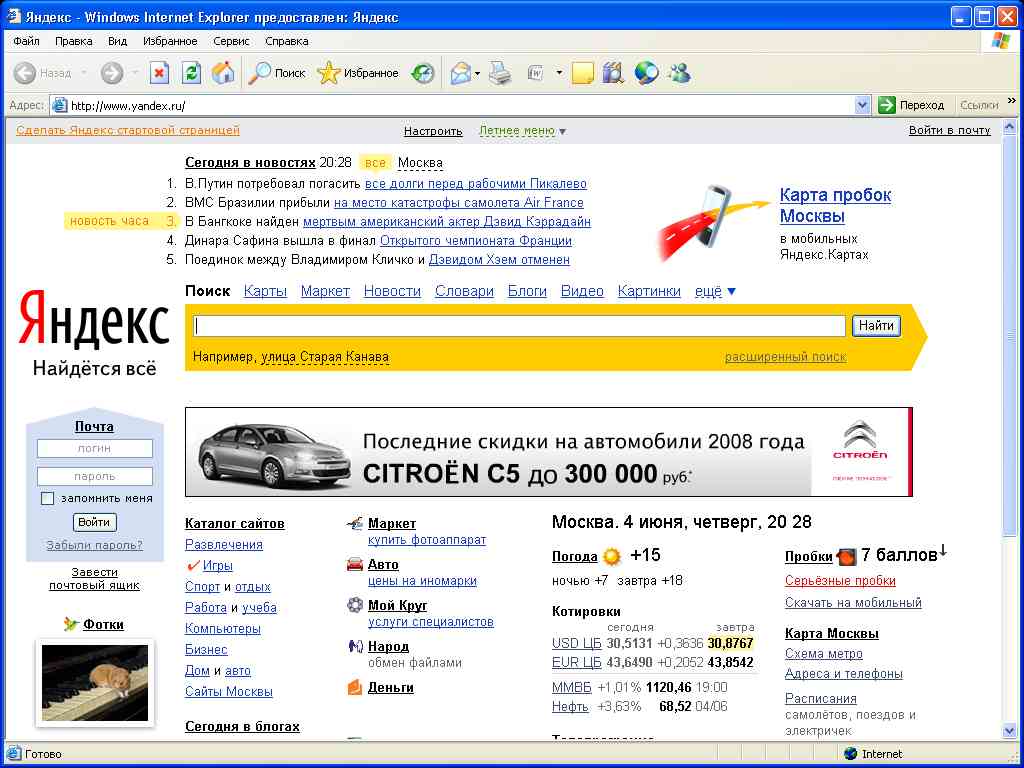 Яндекс - Windows Internet Explorer предоставлен: Яндекс
Файл Правка Вид Избранное Сервис Справка
Назад Поиск Избранное
Адрес: http://www.yandex.ru/ Переход Ссылки »
Сделать Яндекс стартовой страницей Настроить Летнее меню ▼ Войти в почту
Сегодня в новостях 20:28 все Москва
1. В.Путин потребовал погасить все долги перед рабочими Пикалево
2. ВМС Бразилии прибыли на место катастрофы самолета Air France
новость часа 3. В Бангкоке найден мертвым американский актер Дэвид Кэррадайн
4. Динара Сафина вышла в финал Открытого чемпионата Франции
5. Поединок между Владимиром Кличко и Дэвидом Хэем отменен
Карта пробок
Москвы
в мобильных
Яндекс.Картах
Яндекс
Найдётся всё
Поиск Карты Маркет Новости Словари Блоги Видео Картинки ещё ▼
Найти
Например, улица Старая Канава расширенный поиск
Почта
логин
пароль
запомнить меня
Войти
Забыли пароль?
Завести
почтовый ящик
Фотки
Последние скидки на автомобили 2008 года
CITROËN C5 до 300 000 руб.*
CITROËN
Каталог сайтов
Развлечения
Игры
Спорт и отдых
Работа и учеба
Компьютеры
Бизнес
Дом и авто
Сайты Москвы
Сегодня в блогах
Маркет
купить фотоаппарат
Авто
цены на иномарки
Мой Круг
услуги специалистов
Народ
обмен файлами
Деньги
Москва. 4 июня, четверг, 20 28
Погода +15
ночью +7 завтра +18
Котировки
сегодня завтра
USD ЦБ 30,5131 +0,3636 30,8767
EUR ЦБ 43,6490 +0,2052 43,8542
ММВБ +1,01% 1120,46 19:00
Нефть +3,63% 68,52 04/06
Пробки 7 баллов↓
Серьёзные пробки
Скачать на мобильный
Карта Москвы
Схема метро
Адреса и телефоны
Расписания
самолётов, поездов и
электричек
Готово Internet